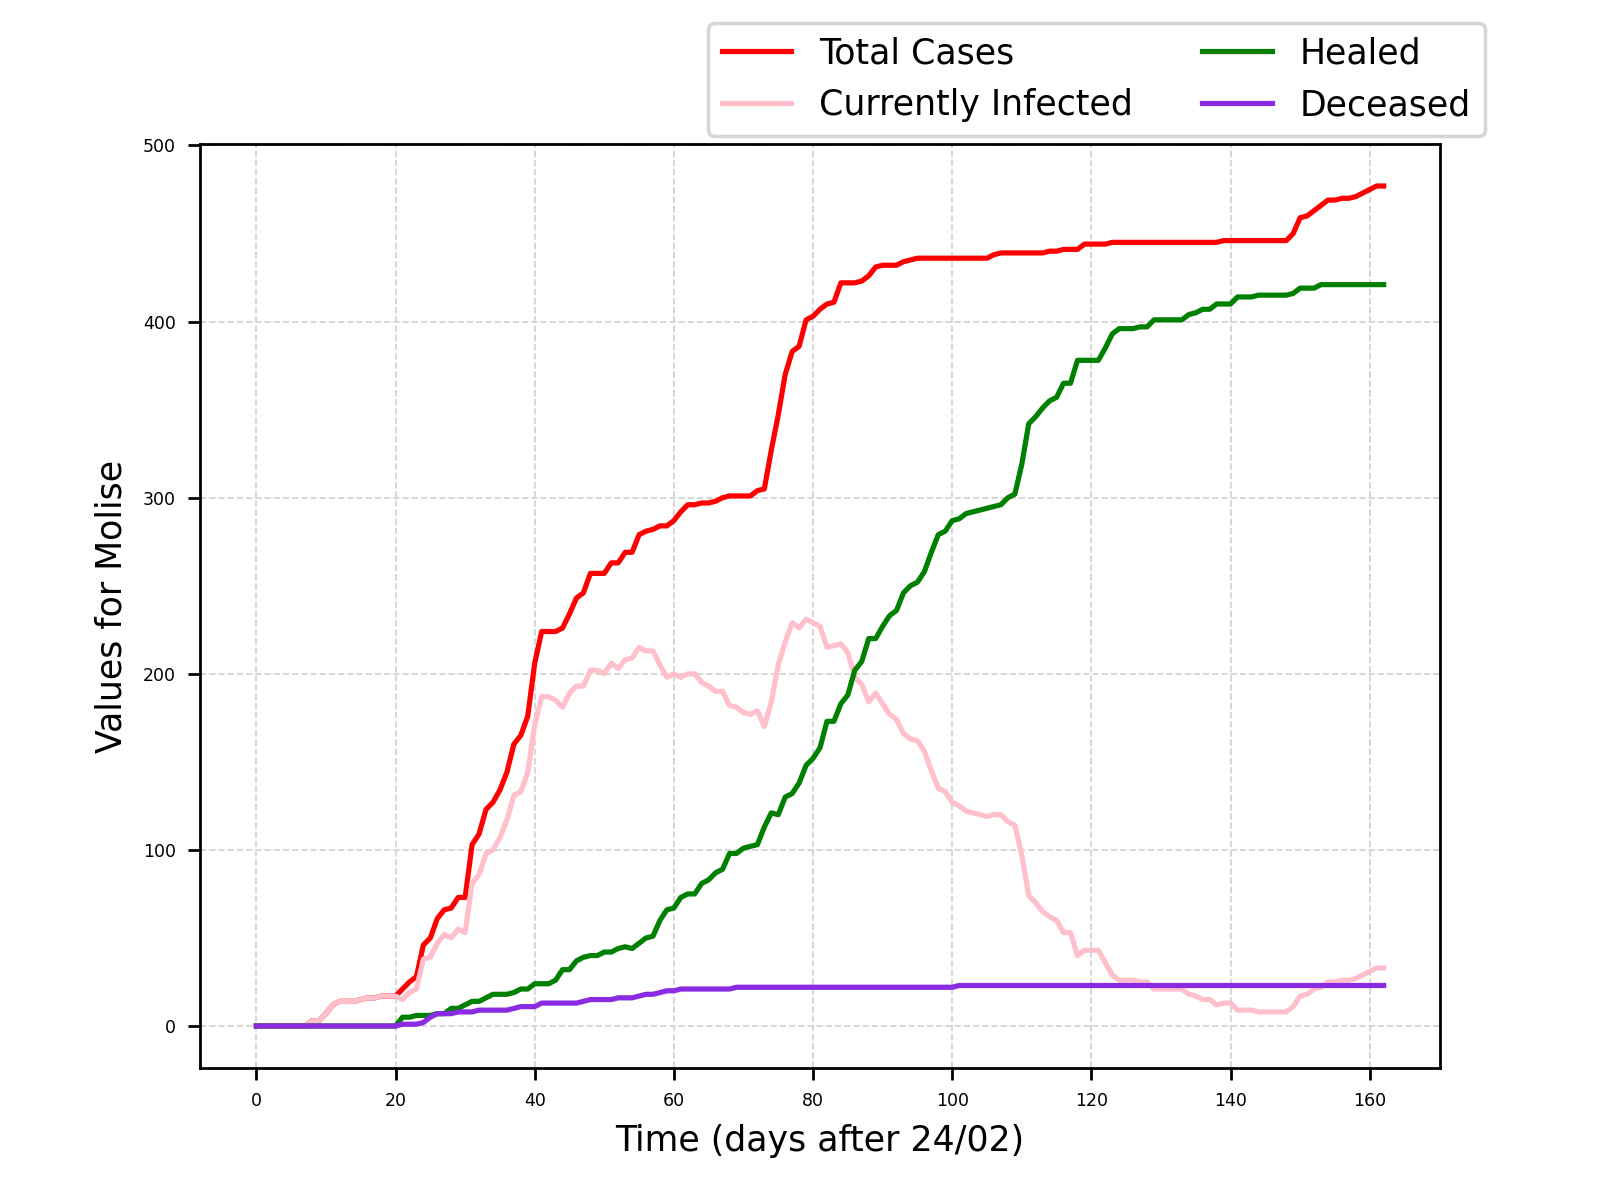 Total Cases
Currently Infected
Healed
Deceased
500
400
300
200
100
0
Values for Molise
0 20 40 60 80 100 120 140 160
Time (days after 24/02)